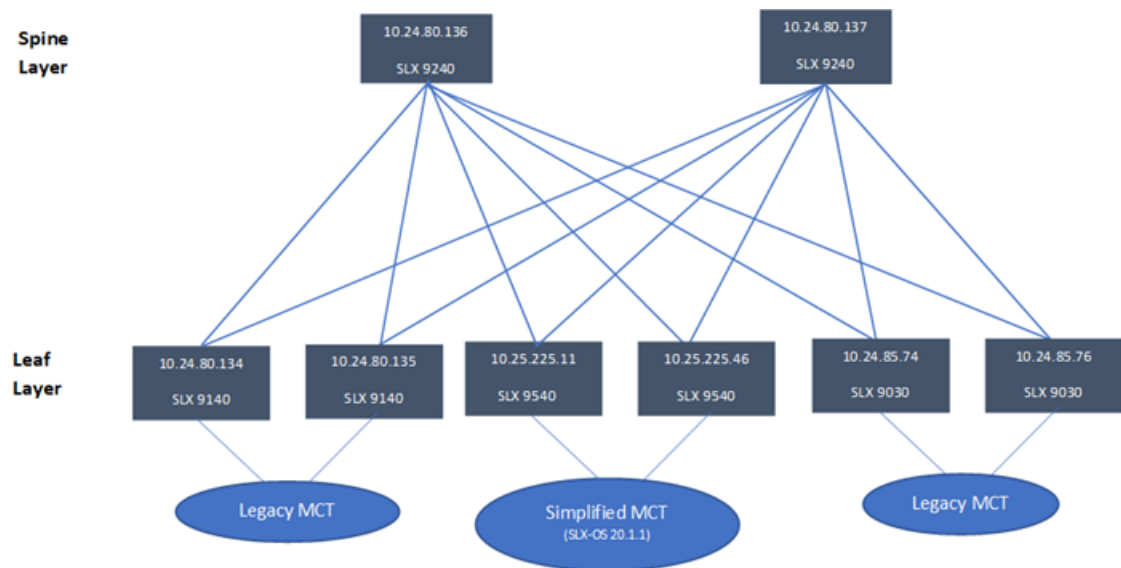 Spine
Layer
10.24.80.136
SLX 9240
10.24.80.137
SLX 9240
Leaf
Layer
10.24.80.134
SLX 9140
10.24.80.135
SLX 9140
10.25.225.11
SLX 9540
10.25.225.46
SLX 9540
10.24.85.74
SLX 9030
10.24.85.76
SLX 9030
Legacy MCT
Simplified MCT
(SLX-OS 20.1.1)
Legacy MCT